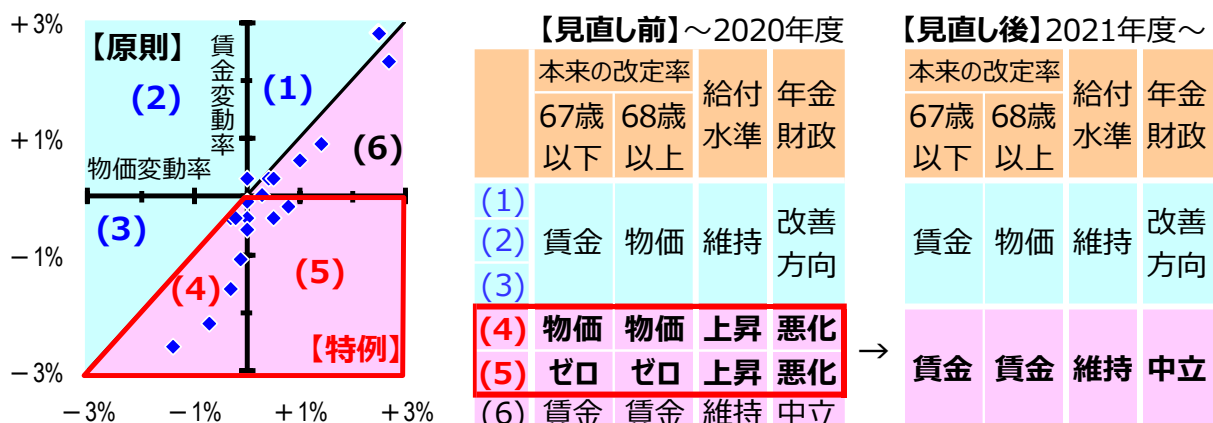 +3%
【原則】
賃金変動率
(1)
(2)
+1%
(6)
物価変動率
(3)
-1%
(4)
(5)
【特例】
-3%
-3% -1% +1% +3%
【見直し前】～2020年度
本来の改定率 給付水準 年金財政
67歳以下 68歳以上
(1)
(2) 賃金 物価 維持 改善方向
(3)
(4) 物価 物価 上昇 悪化
(5) ゼロ ゼロ 上昇 悪化
(6) 賃金 賃金 維持 中立
→
【見直し後】2021年度～
本来の改定率 給付水準 年金財政
67歳以下 68歳以上
賃金 物価 維持 改善方向
賃金 賃金 維持 中立